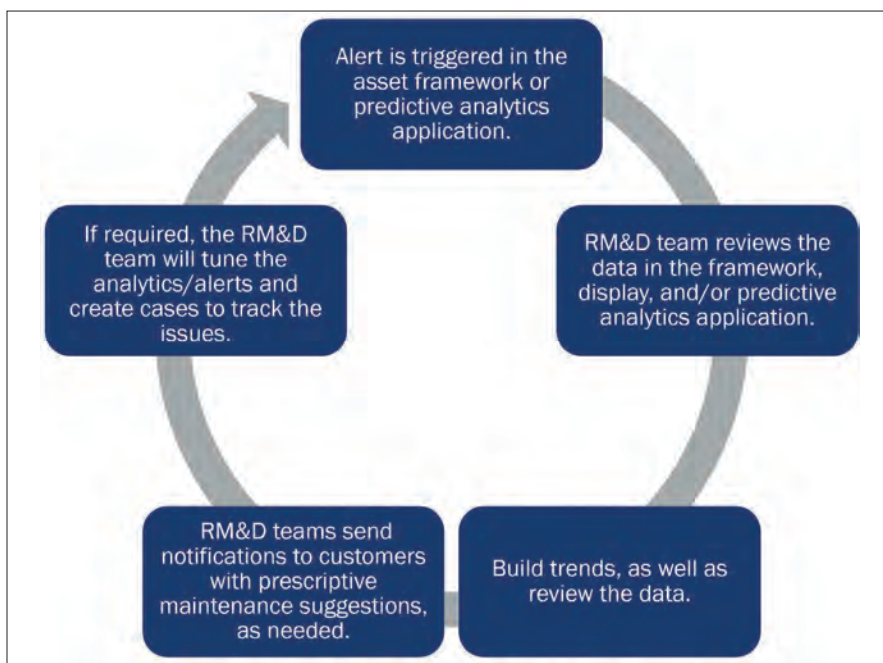 Alert is triggered in the
asset framework or
predictive analytics
application.
RM&D team reviews the
data in the framework,
display, and/or predictive
analytics application.
Build trends, as well as
review the data.
RM&D teams send
notifications to customers
with prescriptive
maintenance suggestions,
as needed.
If required, the RM&D
team will tune the
analytics/alerts and
create cases to track the
issues.